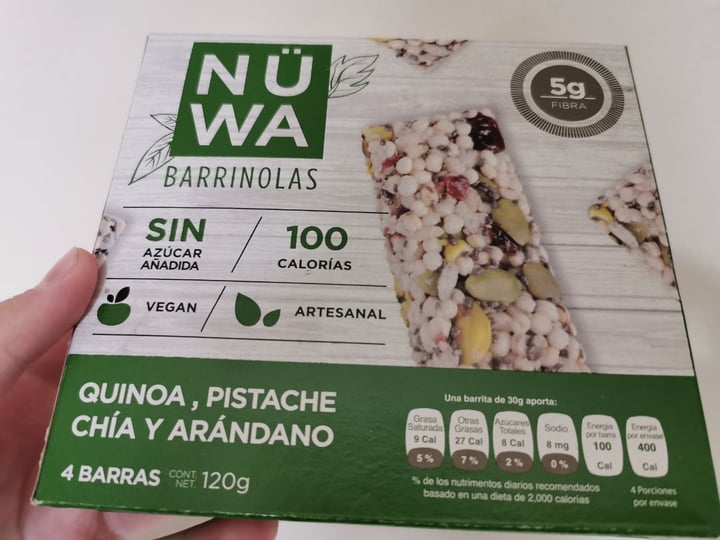 NÜ
WA
BARRINOLAS
5g
FIBRA
SIN
AZÚCAR
AÑADIDA
100
CALORÍAS
VEGAN
ARTESANAL
QUINOA , PISTACHE
CHÍA Y ARÁNDANO
4 BARRAS CONT. NET. 120g
Una barrita de 30g aporta:
Grasa Saturada
9 Cal
5 %
Otras Grasas
27 Cal
7 %
Azúcares Totales
8 Cal
2 %
Sodio
8 mg
0 %
Energía por barra
100
Cal
Energía por envase
400
Cal
% de los nutrimentos diarios recomendados
basado en una dieta de 2,000 calorías
4 Porciones
por envase